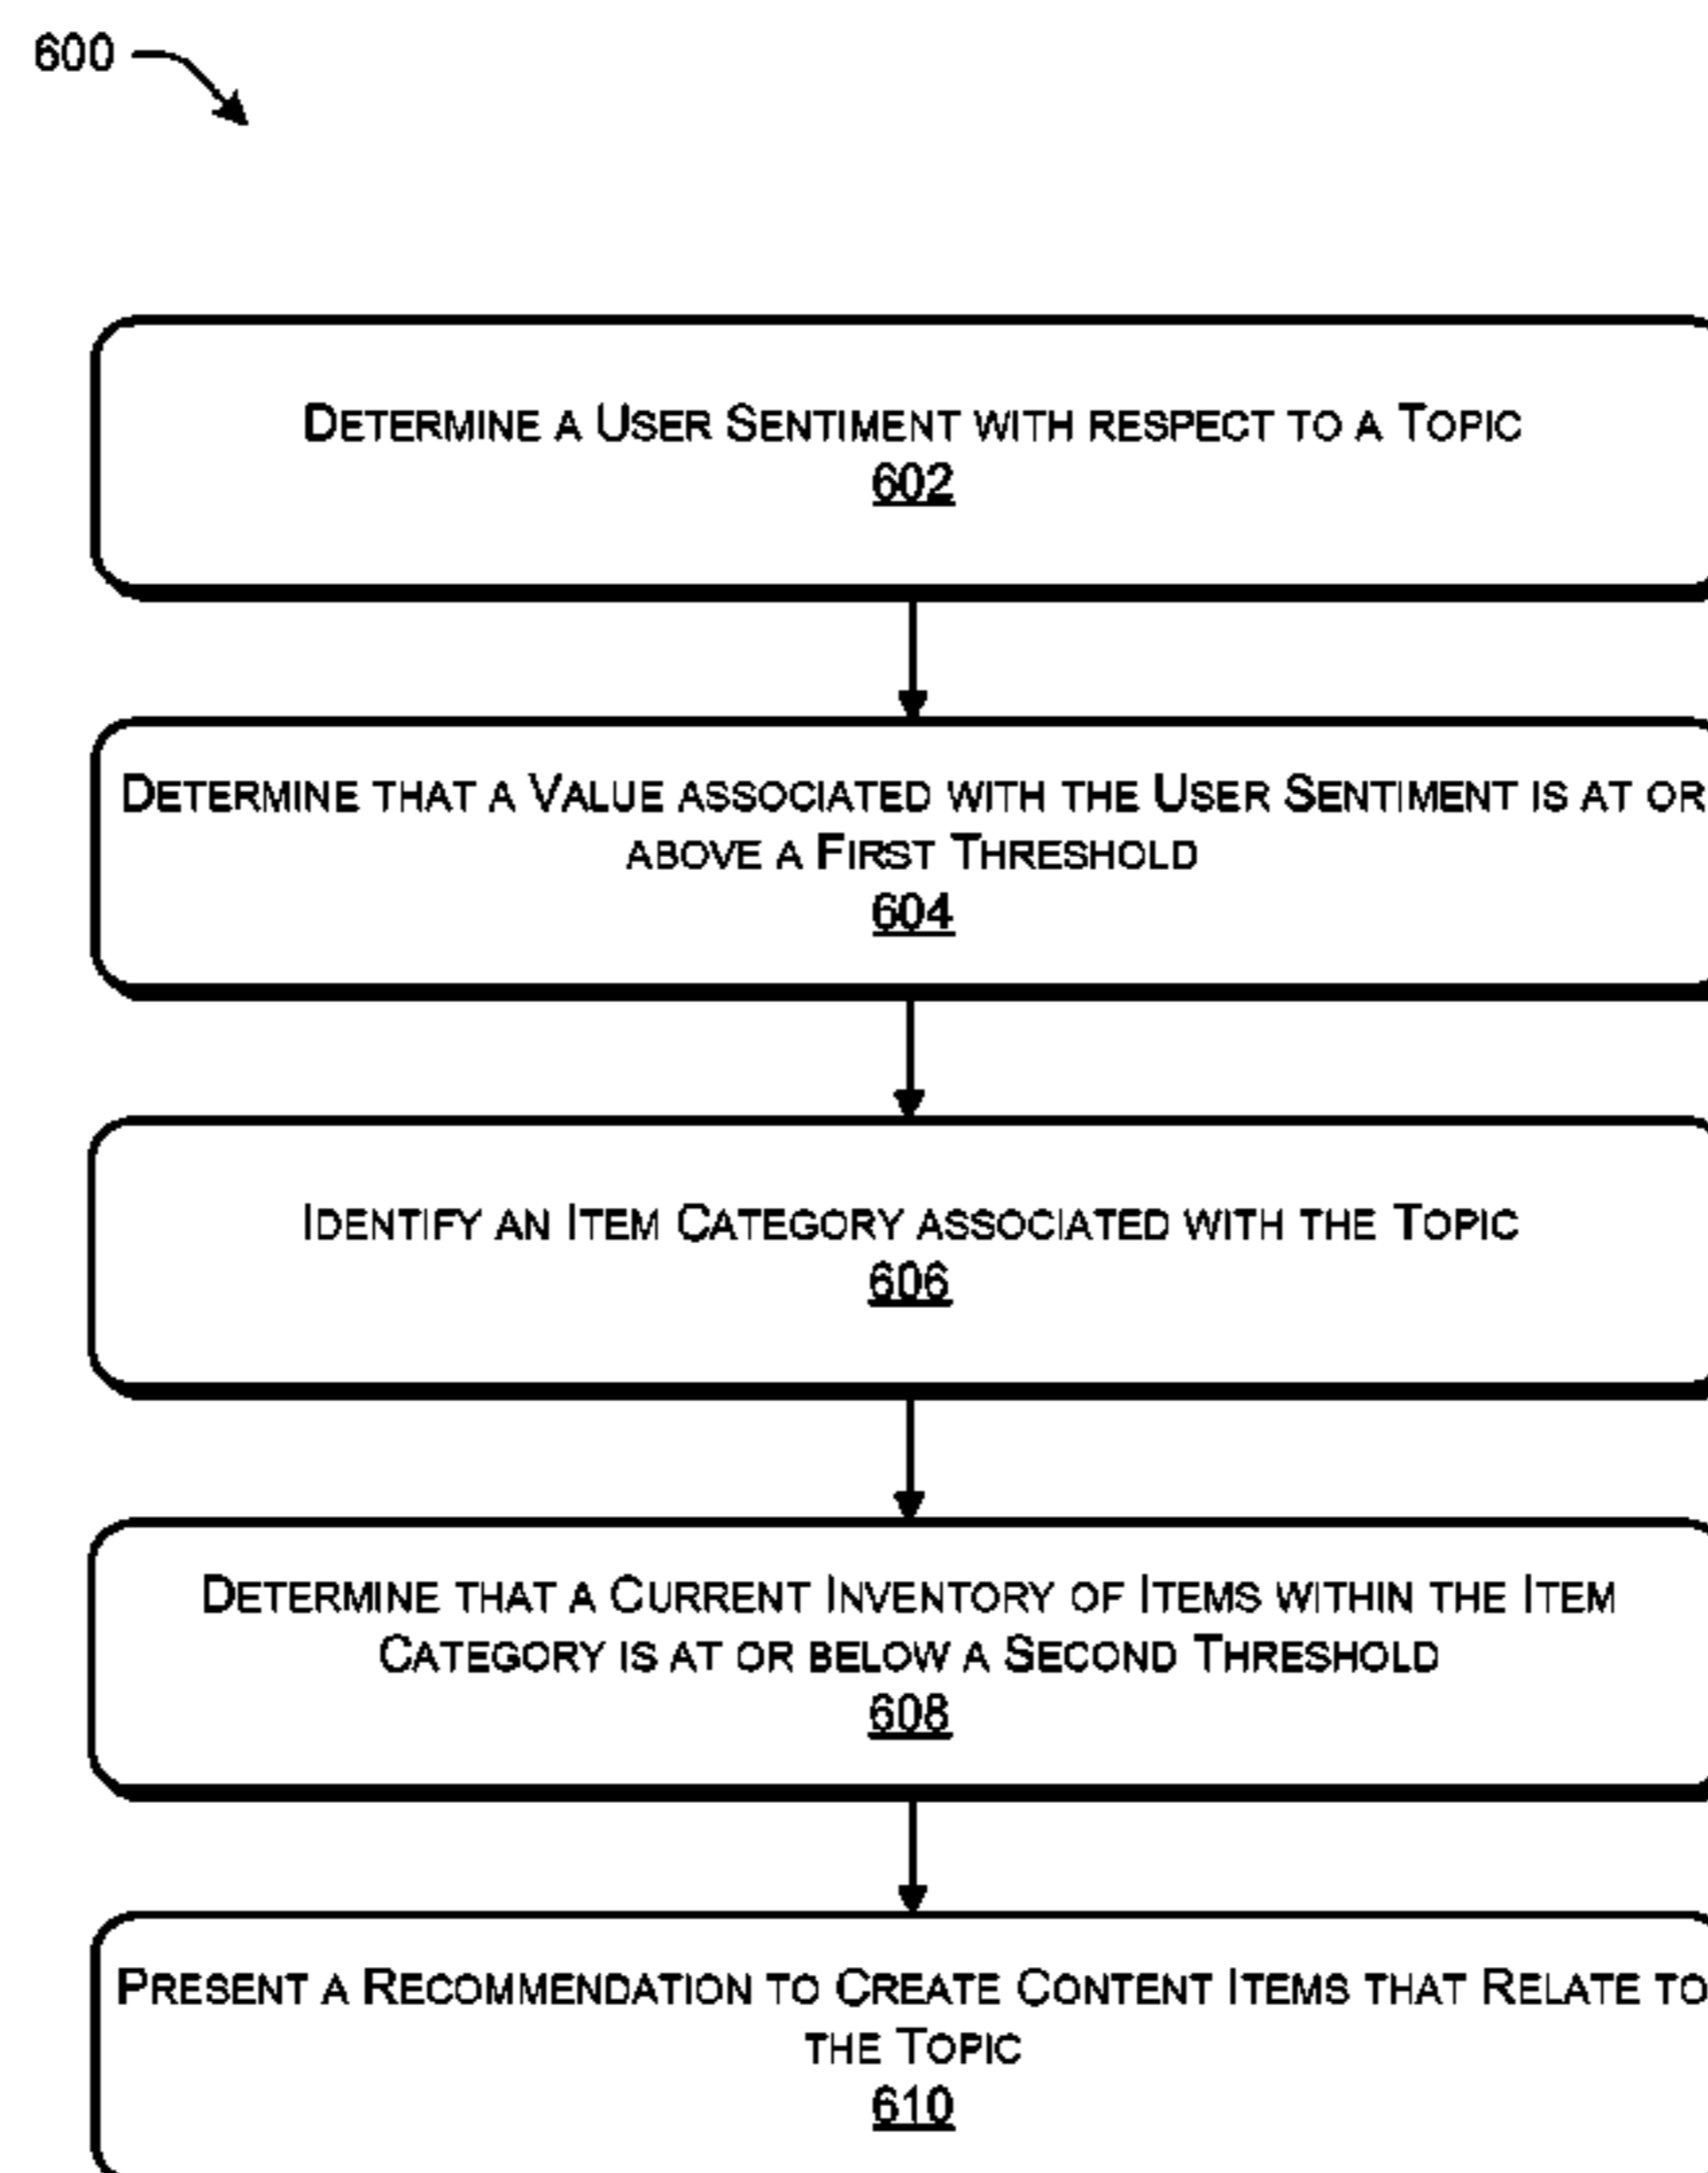 600
DETERMINE A USER SENTIMENT WITH RESPECT TO A TOPIC
602
DETERMINE THAT A VALUE ASSOCIATED WITH THE USER SENTIMENT IS AT OR
ABOVE A FIRST THRESHOLD
604
IDENTIFY AN ITEM CATEGORY ASSOCIATED WITH THE TOPIC
606
DETERMINE THAT A CURRENT INVENTORY OF ITEMS WITHIN THE ITEM
CATEGORY IS AT OR BELOW A SECOND THRESHOLD
608
PRESENT A RECOMMENDATION TO CREATE CONTENT ITEMS THAT RELATE TO
THE TOPIC
610